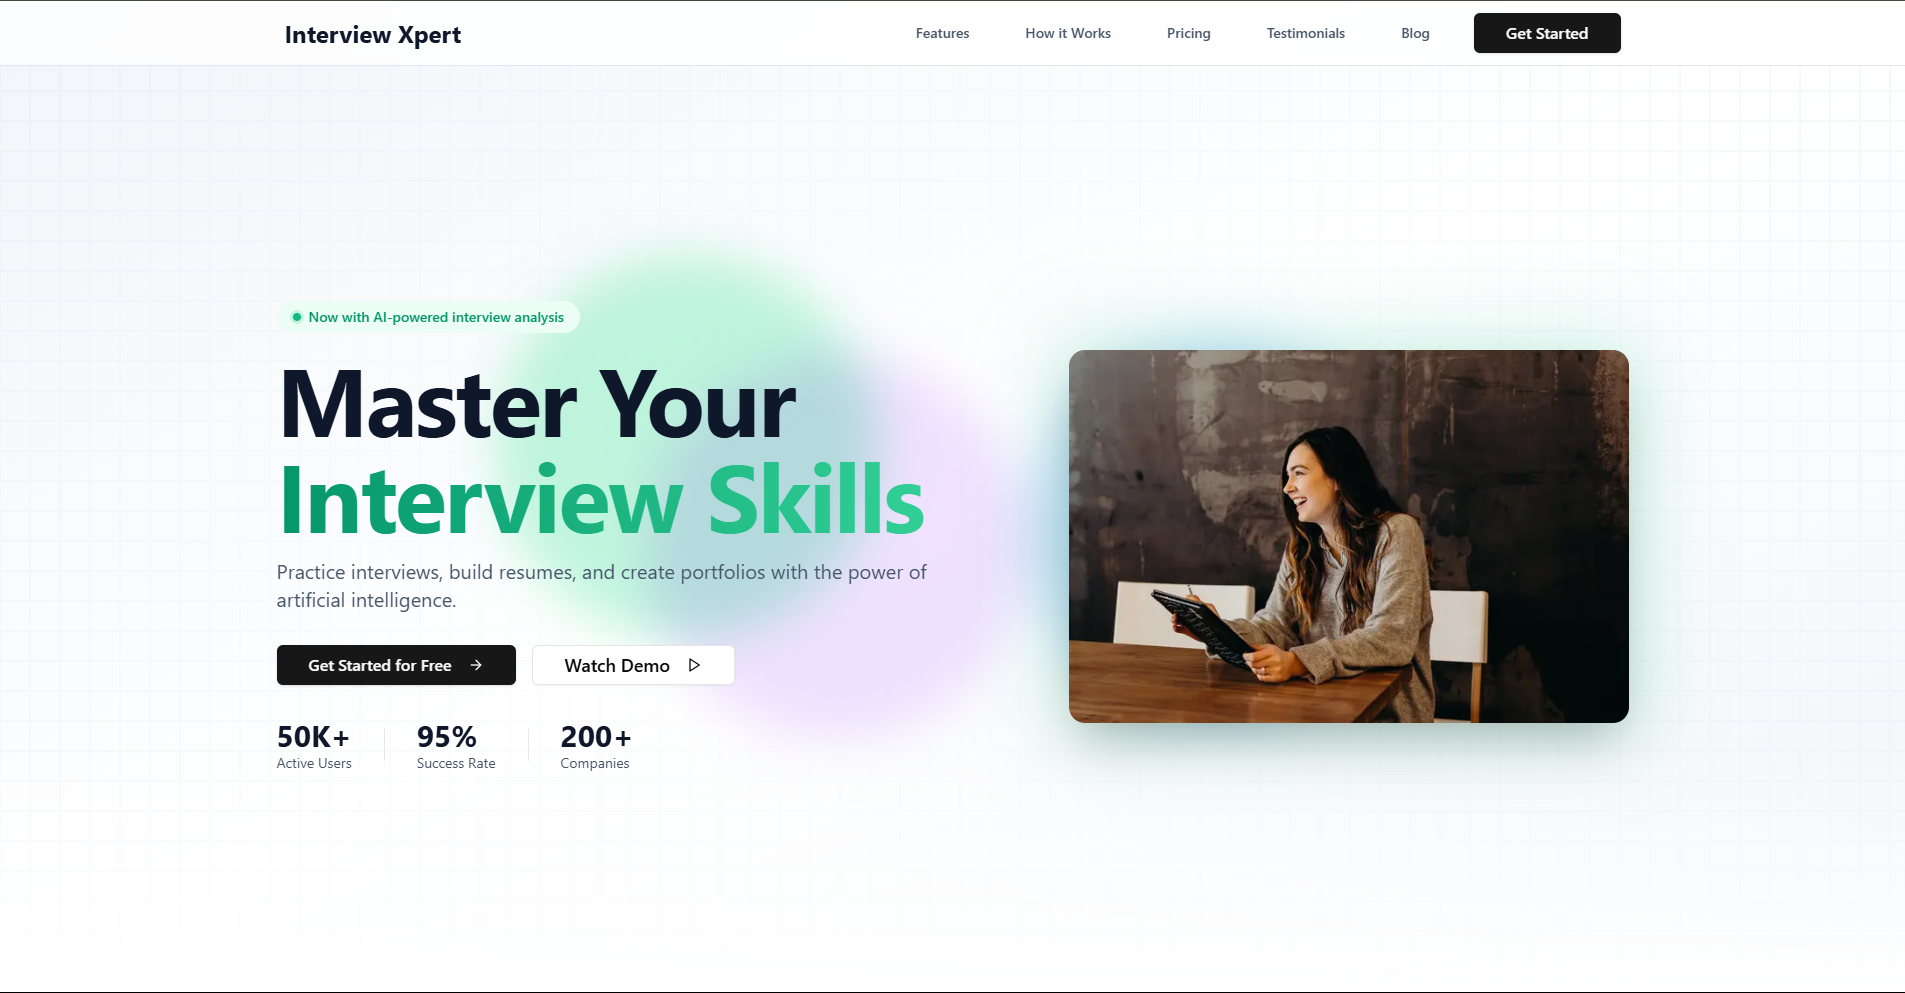 Interview Xpert
Features
How it Works
Pricing
Testimonials
Blog
Get Started
Now with AI-powered interview analysis
Master Your
Interview Skills
Practice interviews, build resumes, and create portfolios with the power of
artificial intelligence.
Get Started for Free
Watch Demo
50K+
Active Users
95%
Success Rate
200+
Companies